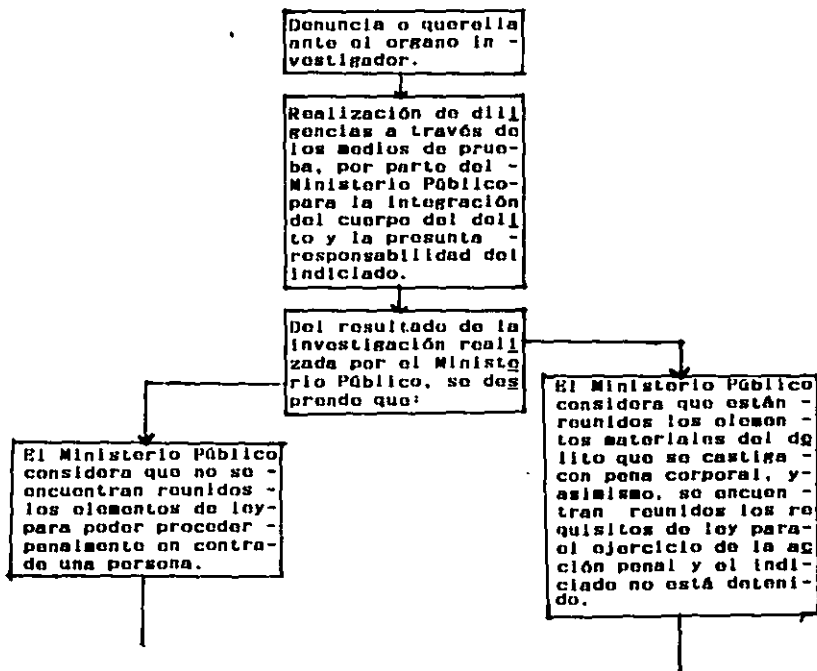 Denuncia o querella
ante el organo in -
vestigador.
Realización de dili
gencias a través de
los medios de prue-
ba, por parte del -
Ministerio Público-
para la integración
del cuerpo del deli
to y la presunta -
responsabilidad del
indiciado.
Del resultado de la
investigación reali
zada por el Ministe
rio Público, se des
prende que:
El Ministerio Público
considera que no se -
encuentran reunidos -
los elementos de ley-
para poder proceder -
penalmente en contra-
de una persona.
El Ministerio Público
considera que están -
reunidos los elemen -
tos materiales del de
lito que se castiga -
con pena corporal, y-
asimismo, se encuen -
tran reunidos los re
quisitos de ley para-
el ejercicio de la ac
ción penal y el indi-
ciado no está deteni-
do.